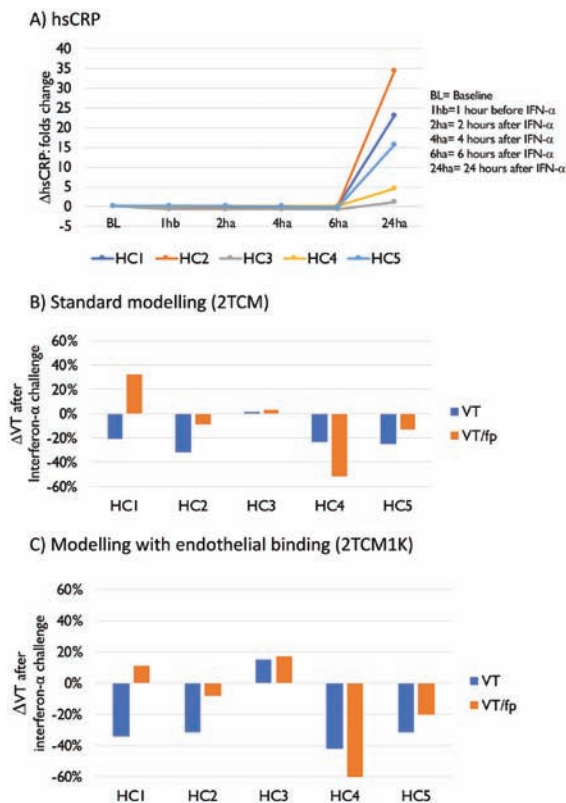 A) hsCRP
ΔhsCRP: folds change
40
35
30
25
20
15
10
5
0
-5
BL 1hb 2ha 4ha 6ha 24ha
HC1 HC2 HC3 HC4 HC5
BL= Baseline
1hb=1 hour before IFN-α
2ha= 2 hours after IFN-α
4ha= 4 hours after IFN-α
6ha= 6 hours after IFN-α
24ha= 24 hours after IFN-α
B) Standard modelling (2TCM)
ΔVT after
Interferon-α challenge
60%
40%
20%
0%
-20%
-40%
-60%
HC1 HC2 HC3 HC4 HC5
VT
VT/fp
C) Modelling with endothelial binding (2TCM1K)
ΔVT after
interferon-α challenge
60%
40%
20%
0%
-20%
-40%
-60%
HC1 HC2 HC3 HC4 HC5
VT
VT/fp